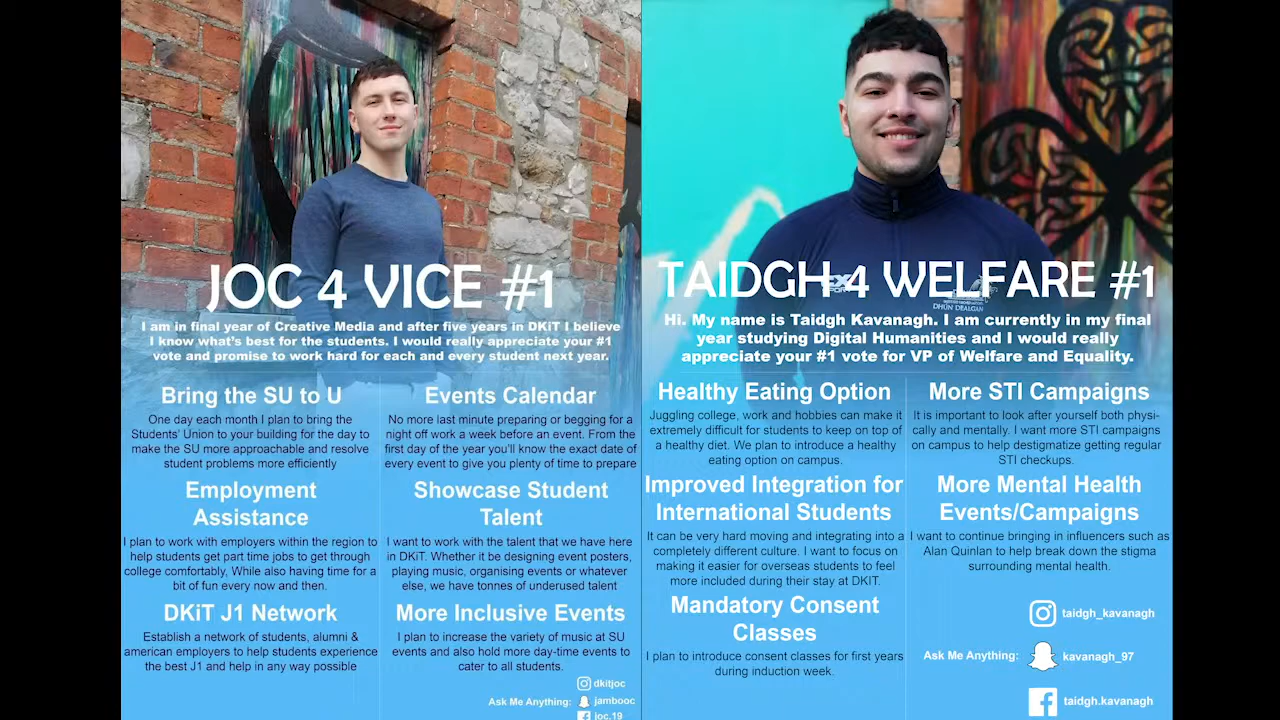 JOC 4 VICE #1
I am in final year of Creative Media and after five years in DKiT I believe
I know what's best for the students. I would really appreciate your #1
vote and promise to work hard for each and every student next year.
Bring the SU to U
One day each month I plan to bring the
Students' Union to your building for the day to
make the SU more approachable and resolve
student problems more efficiently
Events Calendar
No more last minute preparing or begging for a
night off work a week before an event. From the
first day of the year you'll know the exact date of
every event to give you plenty of time to prepare
Employment
Assistance
I plan to work with employers within the region to
help students get part time jobs to get through
college comfortably, While also having time for a
bit of fun every now and then.
Showcase Student
Talent
I want to work with the talent that we have here
in DKiT. Whether it be designing event posters,
playing music, organising events or whatever
else, we have tonnes of underused talent
DKiT J1 Network
Establish a network of students, alumni &
american employers to help students experience
the best J1 and help in any way possible
More Inclusive Events
I plan to increase the variety of music at SU
events and also hold more day-time events to
cater to all students.
dkitjoc
Ask Me Anything: jambooc
joc.19
TAIDGH 4 WELFARE #1
DHÚN DEALGAN
Hi. My name is Taidgh Kavanagh. I am currently in my final
year studying Digital Humanities and I would really
appreciate your #1 vote for VP of Welfare and Equality.
Healthy Eating Option
Juggling college, work and hobbies can make it
extremely difficult for students to keep on top of
a healthy diet. We plan to introduce a healthy
eating option on campus.
More STI Campaigns
It is important to look after yourself both physi-
cally and mentally. I want more STI campaigns
on campus to help destigmatize getting regular
STI checkups.
Improved Integration for
International Students
It can be very hard moving and integrating into a
completely different culture. I want to focus on
making it easier for overseas students to feel
more included during their stay at DKIT.
More Mental Health
Events/Campaigns
I want to continue bringing in influencers such as
Alan Quinlan to help break down the stigma
surrounding mental health.
Mandatory Consent
Classes
I plan to introduce consent classes for first years
during induction week.
taidgh_kavanagh
Ask Me Anything: kavanagh_97
taidgh.kavanagh